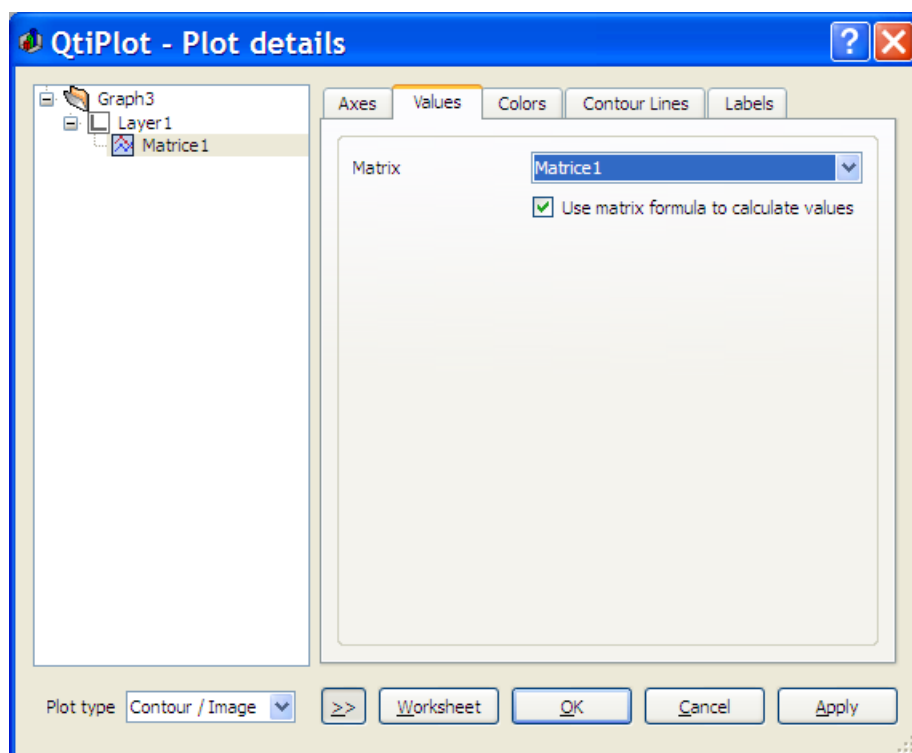 QtiPlot - Plot details
Graph3
Layer1
Matrice1
Axes Values Colors Contour Lines Labels
Matrix Matrice1
Use matrix formula to calculate values
Plot type Contour / Image >> Worksheet OK Cancel Apply